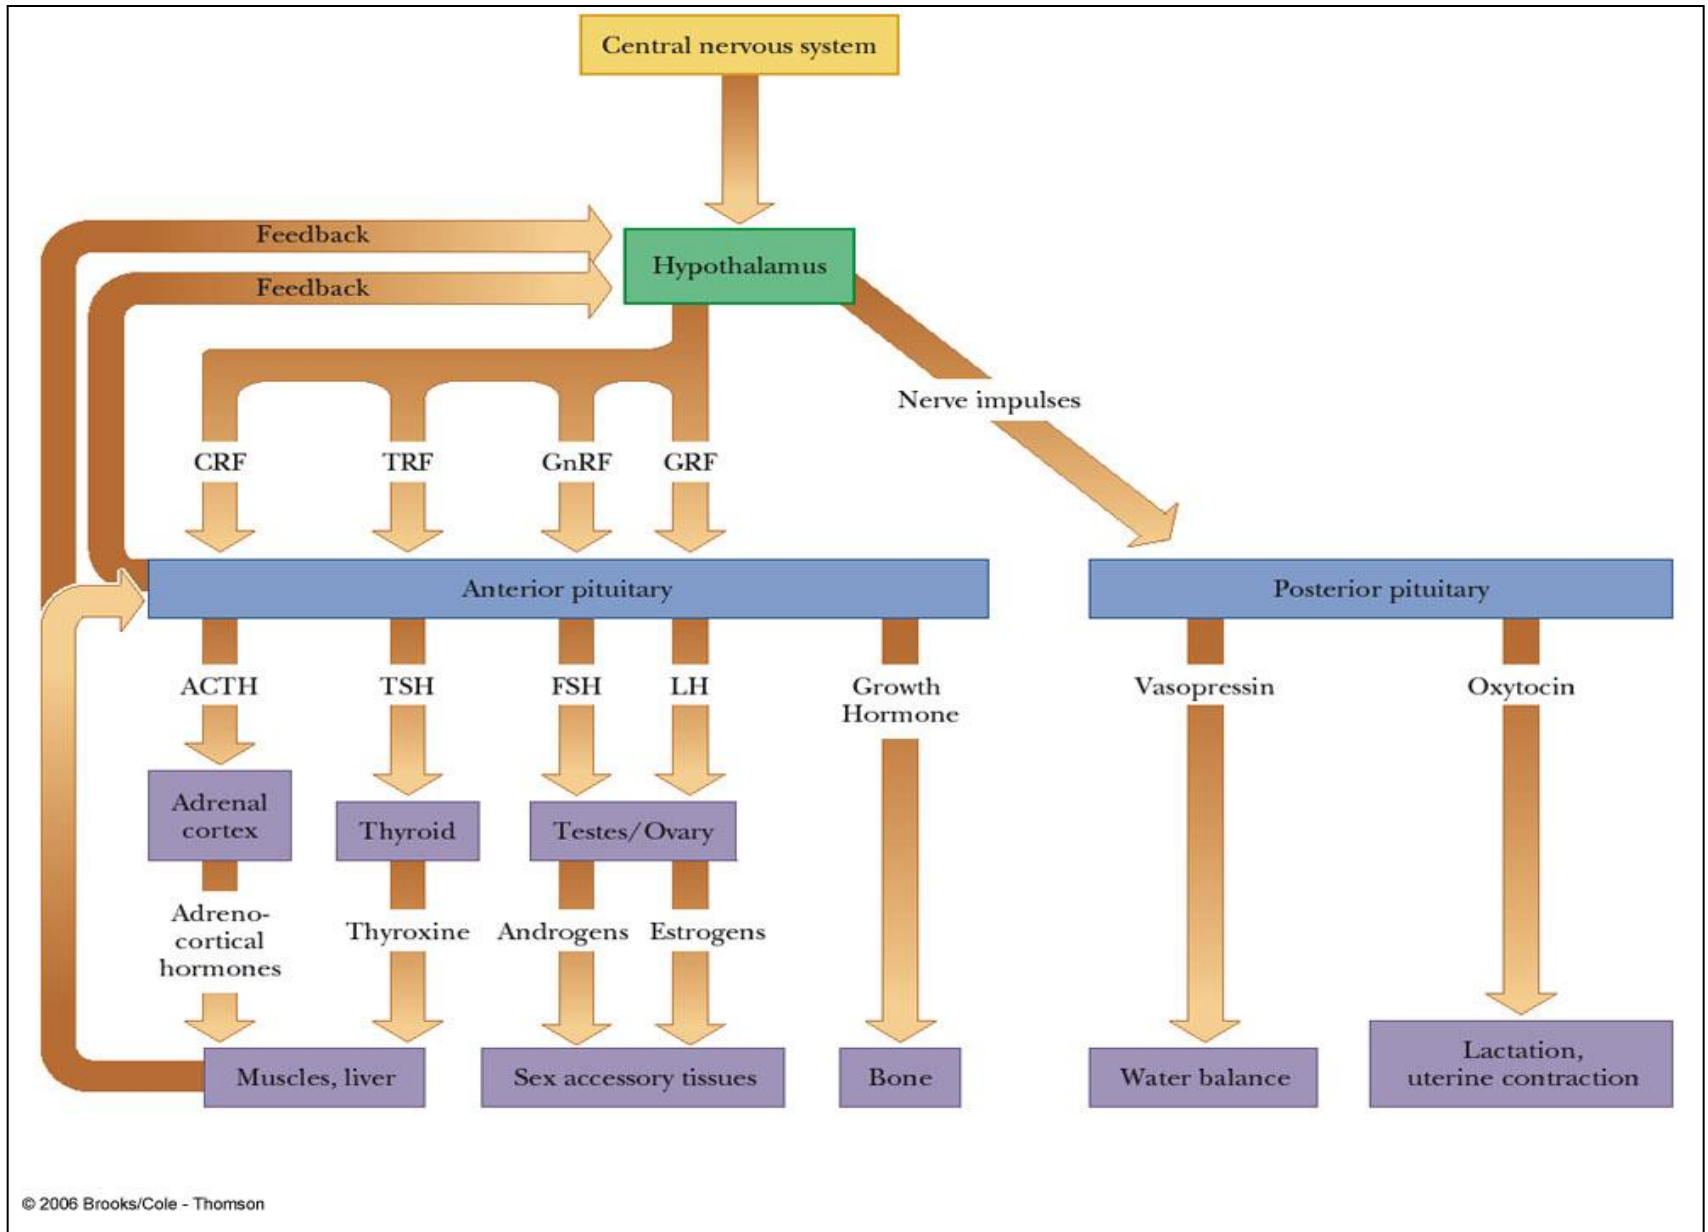 Central nervous system
Feedback
Hypothalamus
Feedback
Nerve impulses
CRF
TRF
GnRF
GRF
Anterior pituitary
Posterior pituitary
ACTH
TSH
FSH
LH
Growth
Hormone
Vasopressin
Oxytocin
Adrenal
cortex
Thyroid
Testes/Ovary
Adreno-
cortical
hormones
Thyroxine
Androgens
Estrogens
Muscles, liver
Sex accessory tissues
Bone
Water balance
Lactation,
uterine contraction
© 2006 Brooks/Cole - Thomson